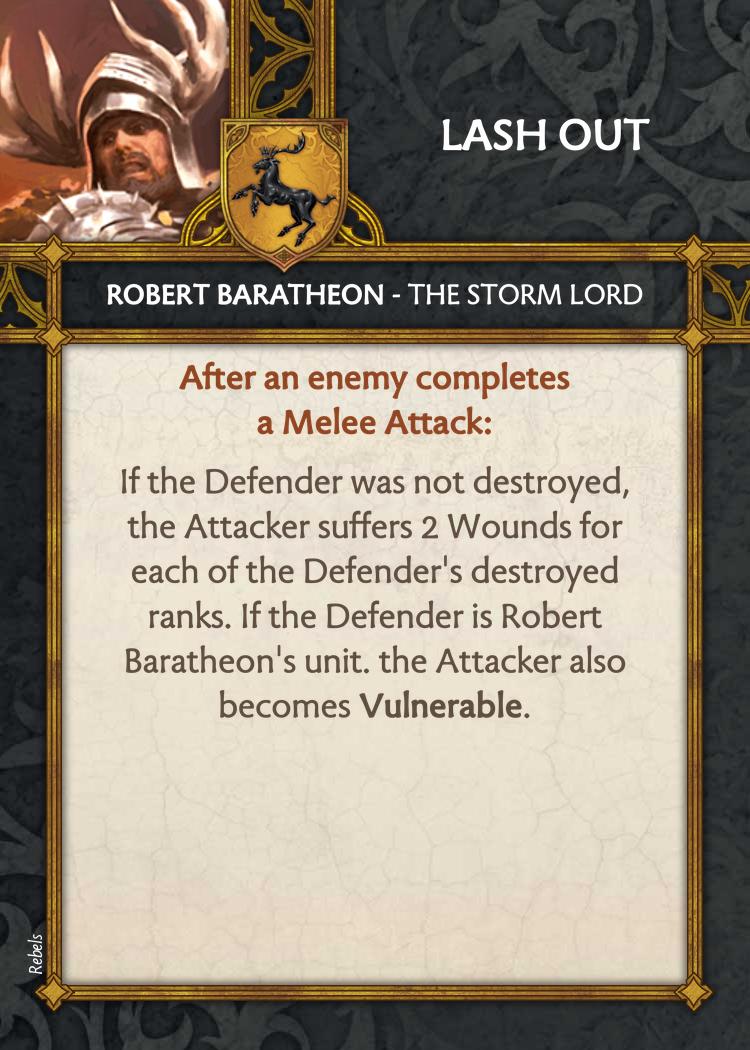 LASH OUT
ROBERT BARATHEON - THE STORM LORD
After an enemy completes
a Melee Attack:
If the Defender was not destroyed,
the Attacker suffers 2 Wounds for
each of the Defender's destroyed
ranks. If the Defender is Robert
Baratheon's unit. the Attacker also
becomes Vulnerable.
Rebels